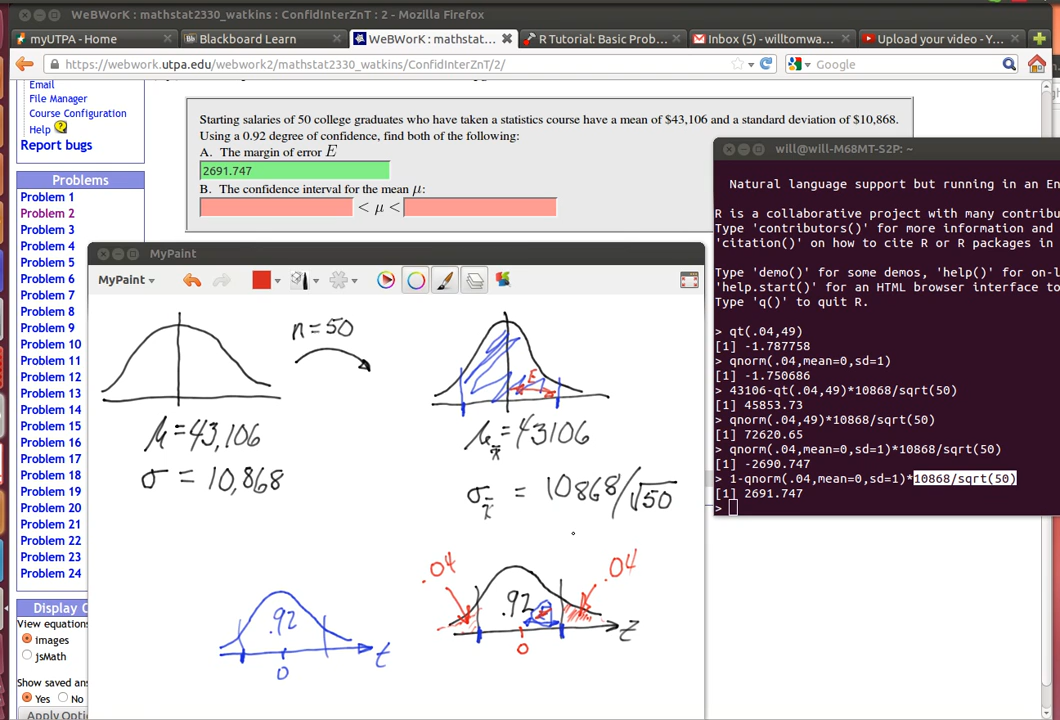 WeBWorK : mathstat2330_watkins : ConfidInterZnT : 2 - Mozilla Firefox
myUTPA - Home
Blackboard Learn
WeBWorK : mathstat...
R Tutorial: Basic Prob...
Inbox (5) - willtomwa...
Upload your video - Y...
https://webwork.utpa.edu/webwork2/mathstat2330_watkins/ConfidInterZnT/2/
Google
Email
File Manager
Course Configuration
Help
Report bugs
Problems
Problem 1
Problem 2
Problem 3
Problem 4
Problem 5
Problem 6
Problem 7
Problem 8
Problem 9
Problem 10
Problem 11
Problem 12
Problem 13
Problem 14
Problem 15
Problem 16
Problem 17
Problem 18
Problem 19
Problem 20
Problem 21
Problem 22
Problem 23
Problem 24
Display
View equations
images
jsMath
Show saved
Yes No
Apply Optio
Starting salaries of 50 college graduates who have taken a statistics course have a mean of $43,106 and a standard deviation of $10,868.
Using a 0.92 degree of confidence, find both of the following:
A. The margin of error E
2691.747
B. The confidence interval for the mean μ:
< μ <
MyPaint
MyPaint
n = 50
E
μ = 43,106
μx̄ = 43106
σ = 10,868
σx̄ = 10868/√50
.04
.04
.92
.92
E
t
z
0
0
will@will-M68MT-S2P: ~
Natural language support but running in an En
R is a collaborative project with many contribu
Type 'contributors()' for more information and
'citation()' on how to cite R or R packages in
Type 'demo()' for some demos, 'help()' for on-l
'help.start()' for an HTML browser interface to
Type 'q()' to quit R.
> qt(.04,49)
[1] -1.787758
> qnorm(.04,mean=0,sd=1)
[1] -1.750686
> 43106-qt(.04,49)*10868/sqrt(50)
[1] 45853.73
> qnorm(.04,49)*10868/sqrt(50)
[1] 72620.65
> qnorm(.04,mean=0,sd=1)*10868/sqrt(50)
[1] -2690.747
> 1-qnorm(.04,mean=0,sd=1)*10868/sqrt(50)
[1] 2691.747
>